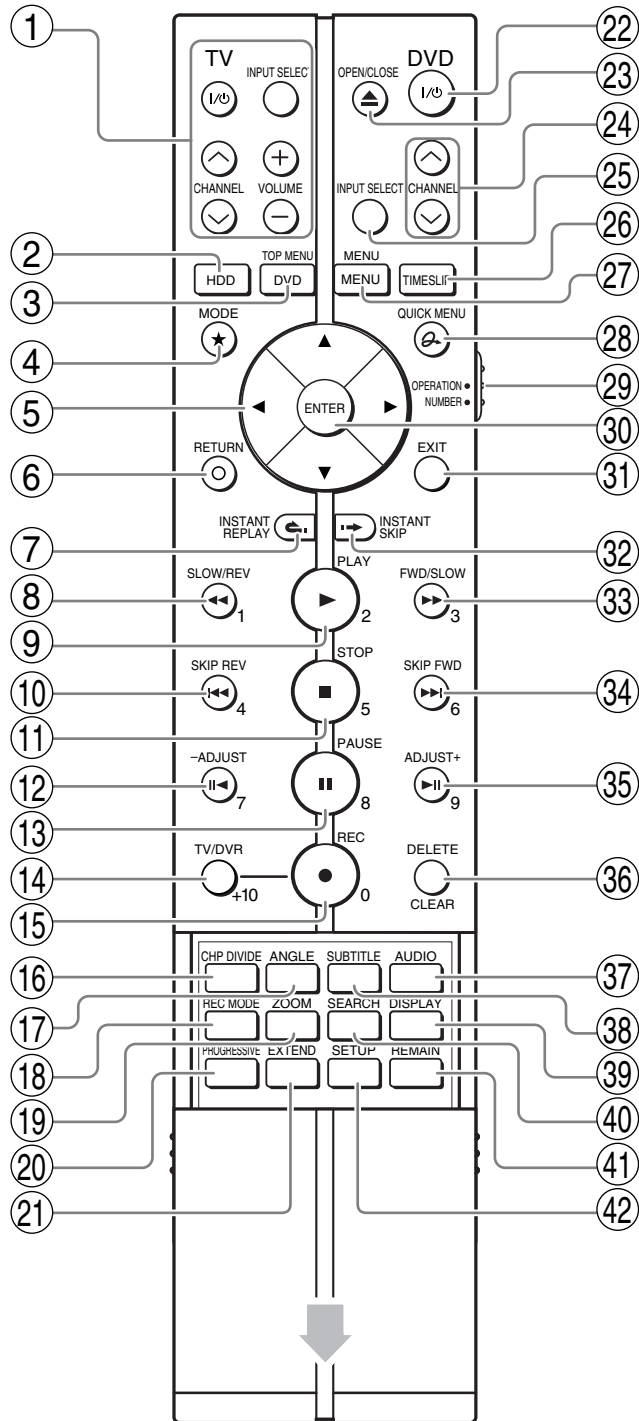 1
TV
INPUT SELEC
I/
CHANNEL
VOLUME
DVD
OPEN/CLOSE
I/
INPUT SELECT
CHANNEL
22
23
24
25
26
27
2
3
TOP MENU
MENU
HDD
DVD
MENU
TIMESLI
MODE
QUICK MENU
4
28
OPERATION
NUMBER
29
5
ENTER
30
RETURN
EXIT
6
31
INSTANT
REPLAY
INSTANT
SKIP
7
32
SLOW/REV
PLAY
FWD/SLOW
8
1
2
3
33
9
SKIP REV
STOP
SKIP FWD
10
4
5
6
34
11
−ADJUST
PAUSE
ADJUST+
12
7
8
9
35
13
TV/DVR
REC
DELETE
14
+10
0
CLEAR
36
15
CHP DIVIDE ANGLE SUBTITLE AUDIO
16
37
17
38
REC MODE ZOOM SEARCH DISPLAY
18
39
PROGRESSIVE EXTEND SETUP REMAIN
19
40
20
41
21
42